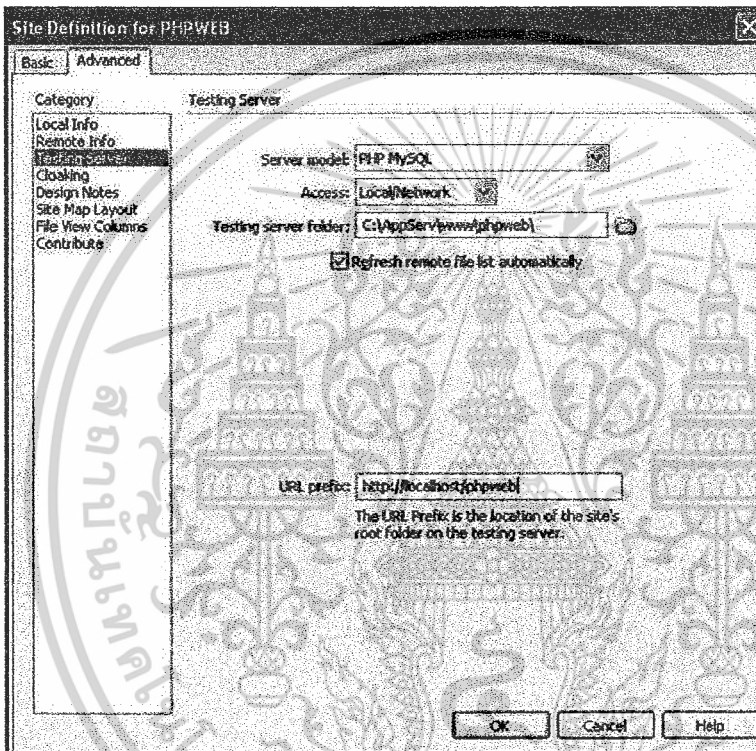 Site Definition for PHPWEB
Basic Advanced
Category
Local Info
Remote Info
Testing Server
Cloaking
Design Notes
Site Map Layout
File View Columns
Contribute
Testing Server
Server model: PHP MySQL
Access: Local/Network
Testing server folder: C:\AppServ\www\phpweb\
Refresh remote file list automatically
URL prefix: http://localhost/phpweb
The URL Prefix is the location of the site's
root folder on the testing server.
OK Cancel Help